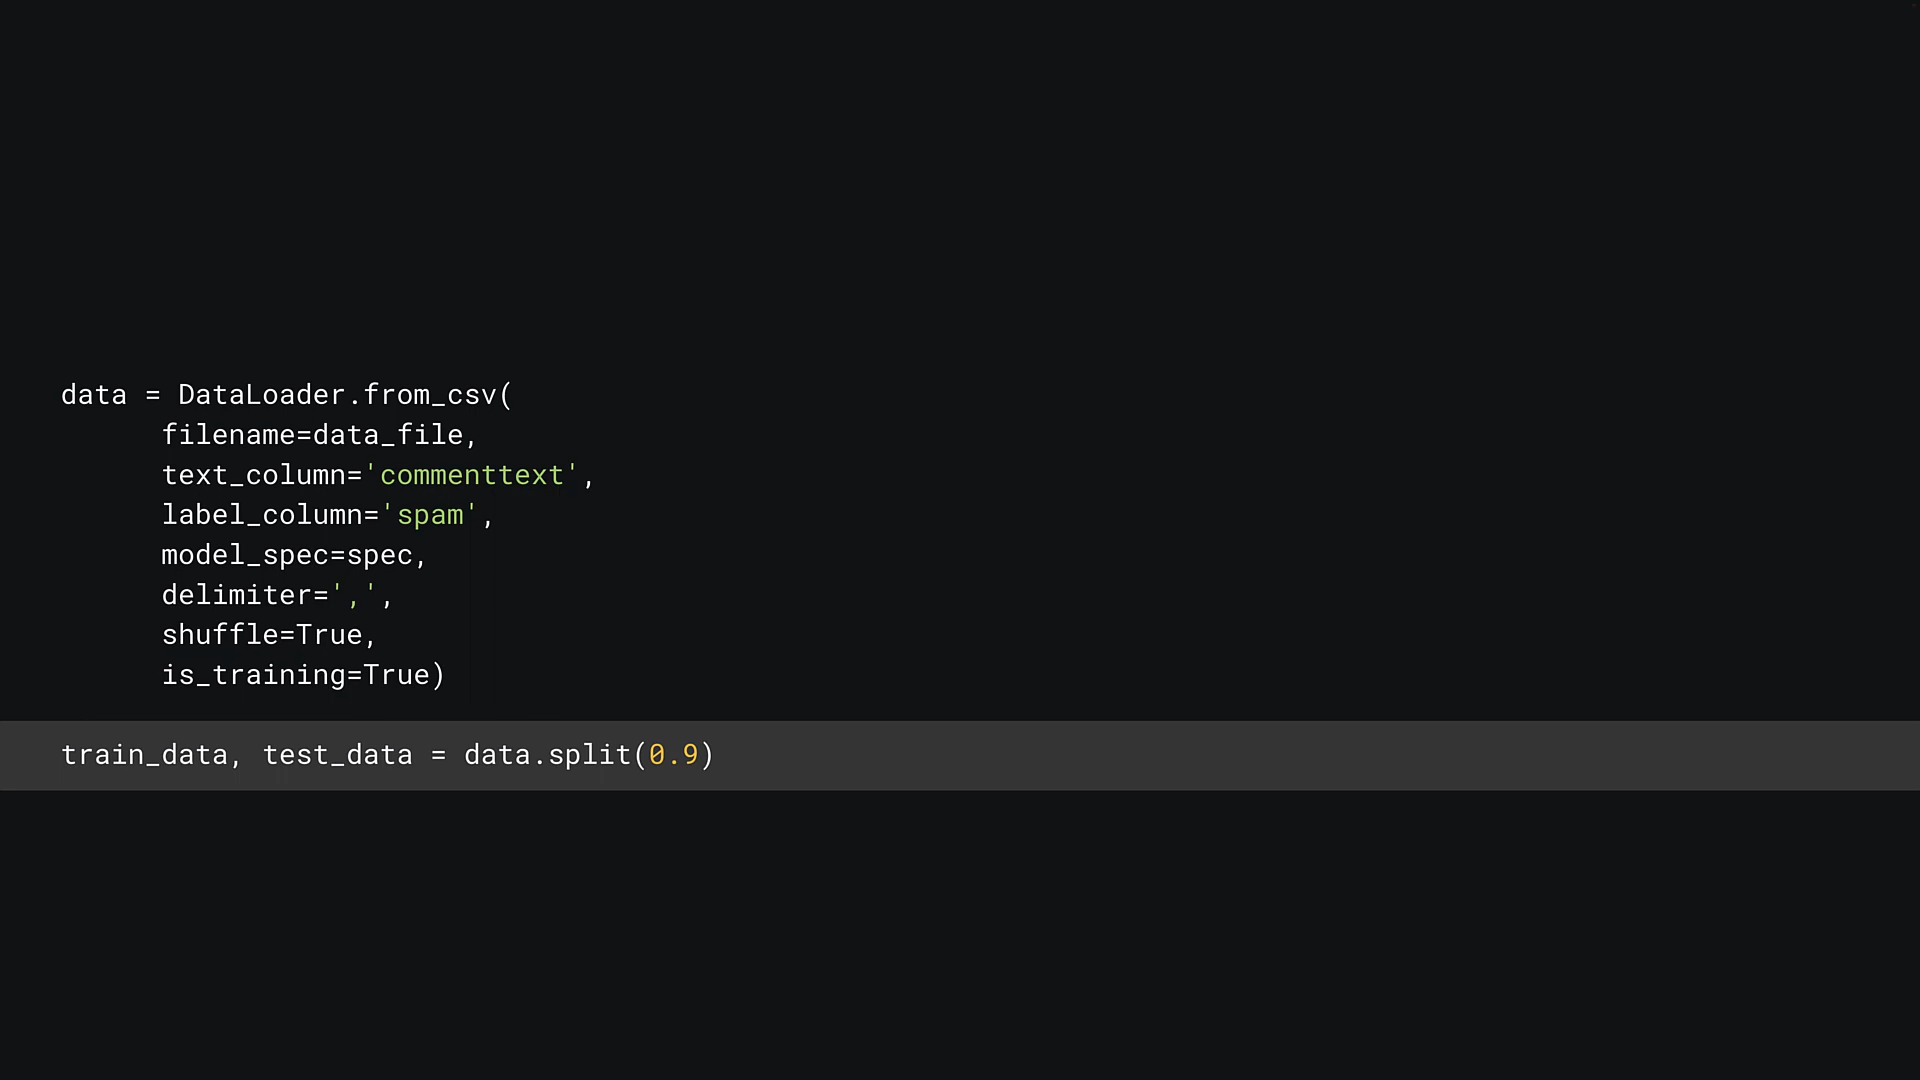 data = DataLoader.from_csv(
      filename=data_file,
      text_column='commenttext',
      label_column='spam',
      model_spec=spec,
      delimiter=',',
      shuffle=True,
      is_training=True)
train_data, test_data = data.split(0.9)